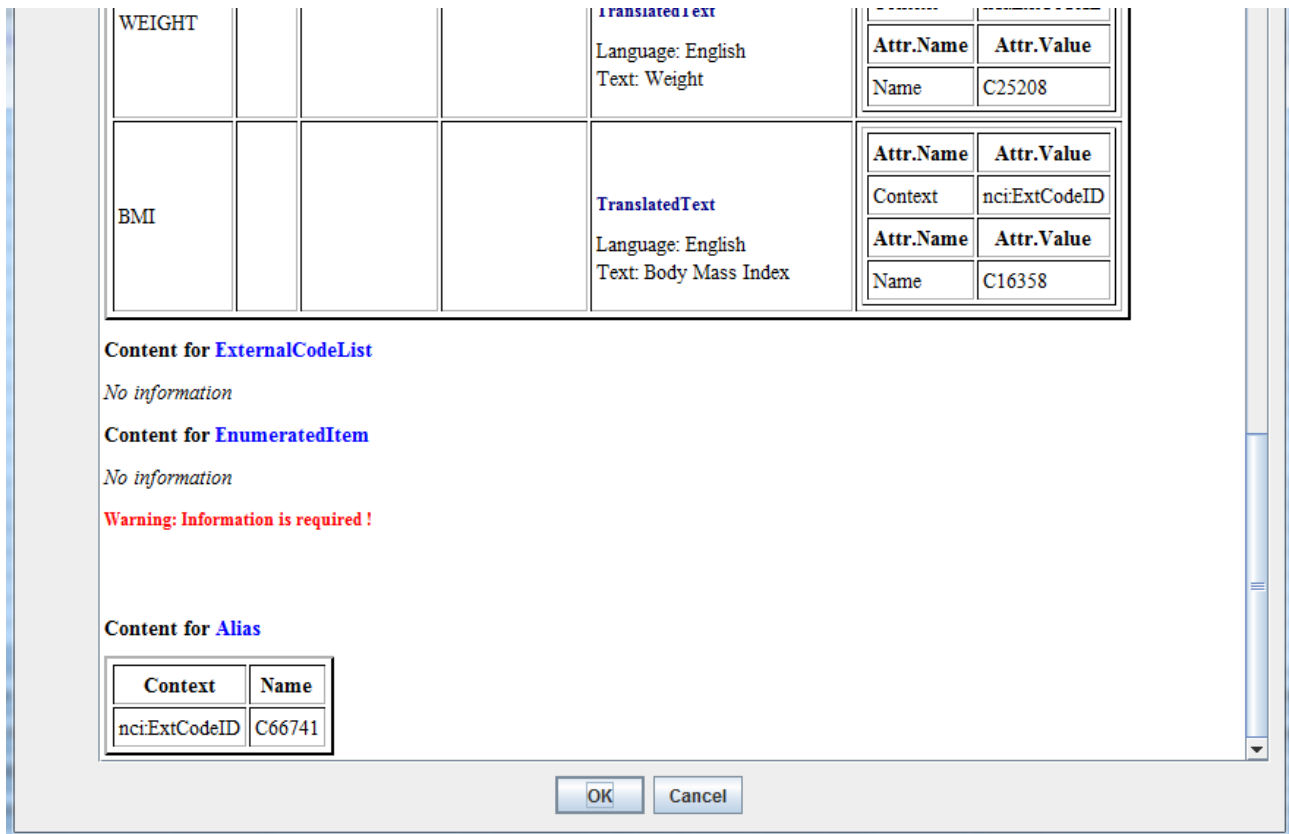 WEIGHT
TranslatedText
Language: English
Text: Weight
Attr.Name Attr.Value
Name C25208
BMI
TranslatedText
Language: English
Text: Body Mass Index
Attr.Name Attr.Value
Context nci:ExtCodeID
Attr.Name Attr.Value
Name C16358
Content for ExternalCodeList
No information
Content for EnumeratedItem
No information
Warning: Information is required !
Content for Alias
Context Name
nci:ExtCodeID C66741
OK Cancel